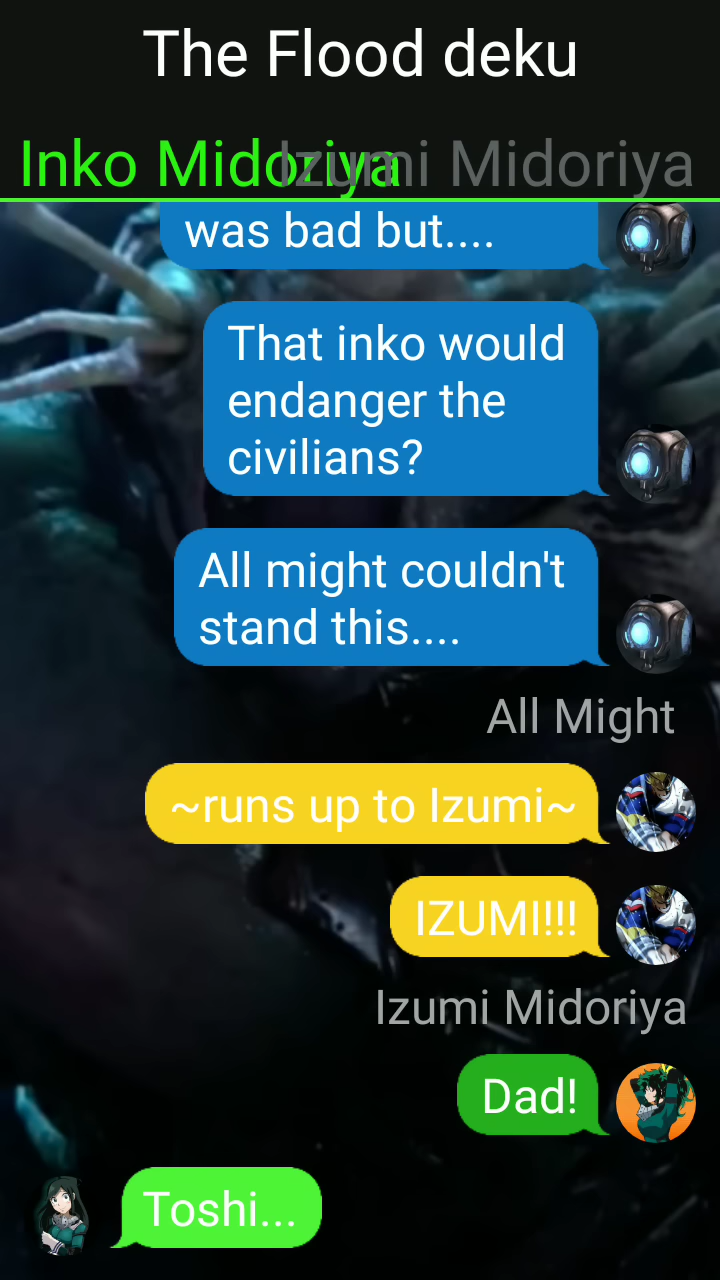 The Flood deku
Inko Midoriya Izumi Midoriya
was bad but....
That inko would
endanger the
civilians?
All might couldn't
stand this....
All Might
~runs up to Izumi~
IZUMI!!!
Izumi Midoriya
Dad!
Toshi...